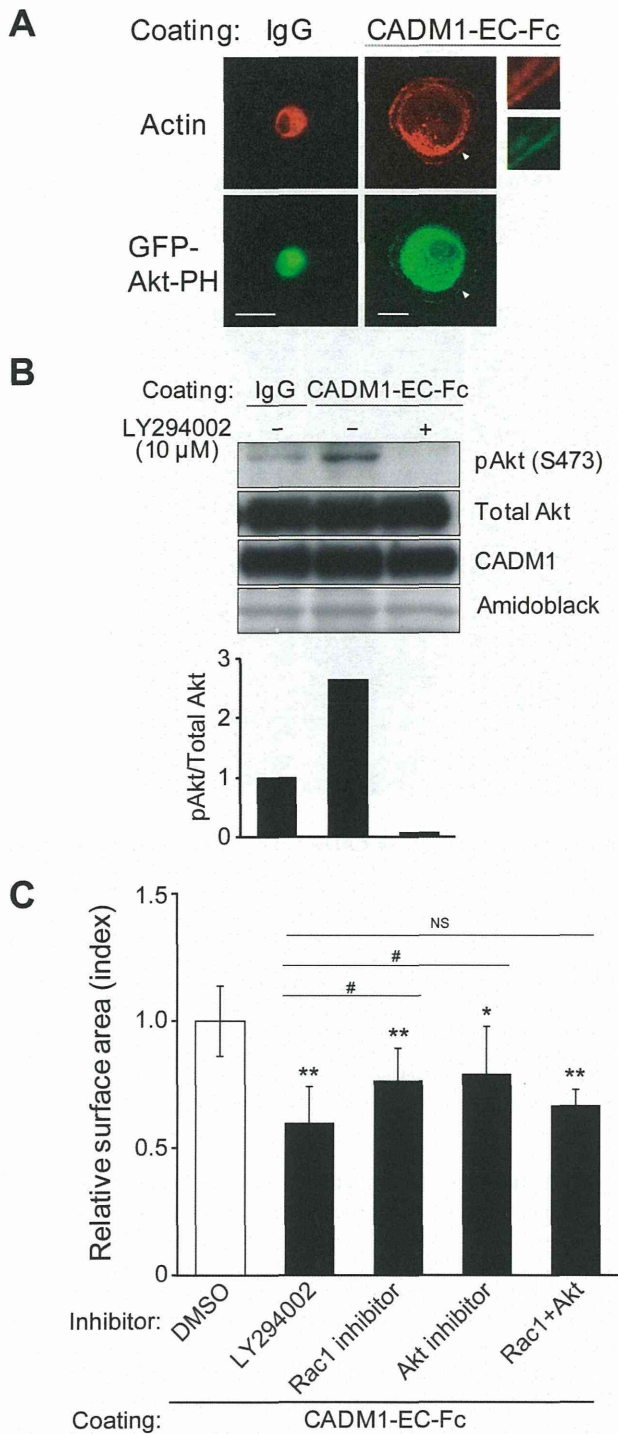 A
Coating: IgG CADM1-EC-Fc
Actin
GFP-
Akt-PH
B
Coating: IgG CADM1-EC-Fc
LY294002 – – +
(10 µM)
pAkt (S473)
Total Akt
CADM1
Amidoblack
pAkt/Total Akt
3
2
1
0
C
Relative surface area (index)
1.5
1.0
0.5
0
NS
#
#
** ** * **
Inhibitor: DMSO LY294002 Rac1 inhibitor Akt inhibitor Rac1+Akt
Coating: CADM1-EC-Fc